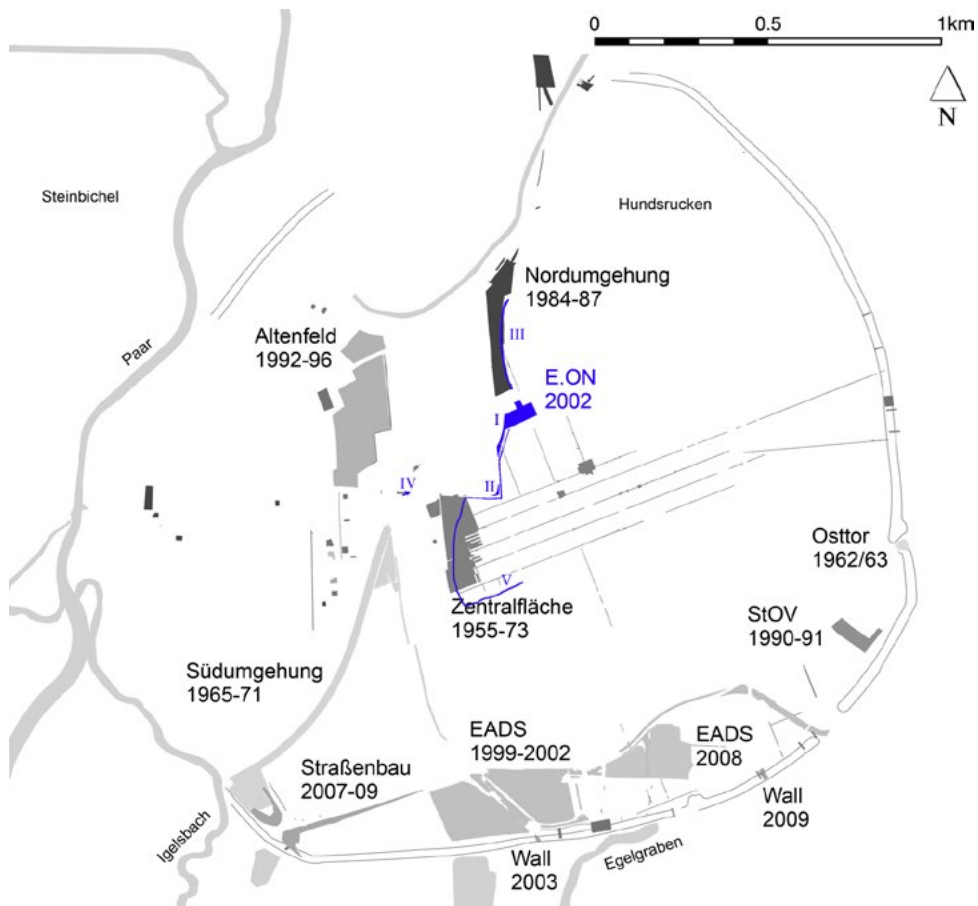 0 0.5 1km
N
Steinbichel
Hundsrucken
Nordumgehung
1984-87
Altenfeld
1992-96
Paar
III
E.ON
2002
I
IV
II
Osttor
1962/63
V
Zentralfläche
1955-73
StOV
1990-91
Südumgehung
1965-71
EADS
1999-2002
EADS
2008
Straßenbau
2007-09
Wall
2009
Igelsbach
Egelgraben
Wall
2003